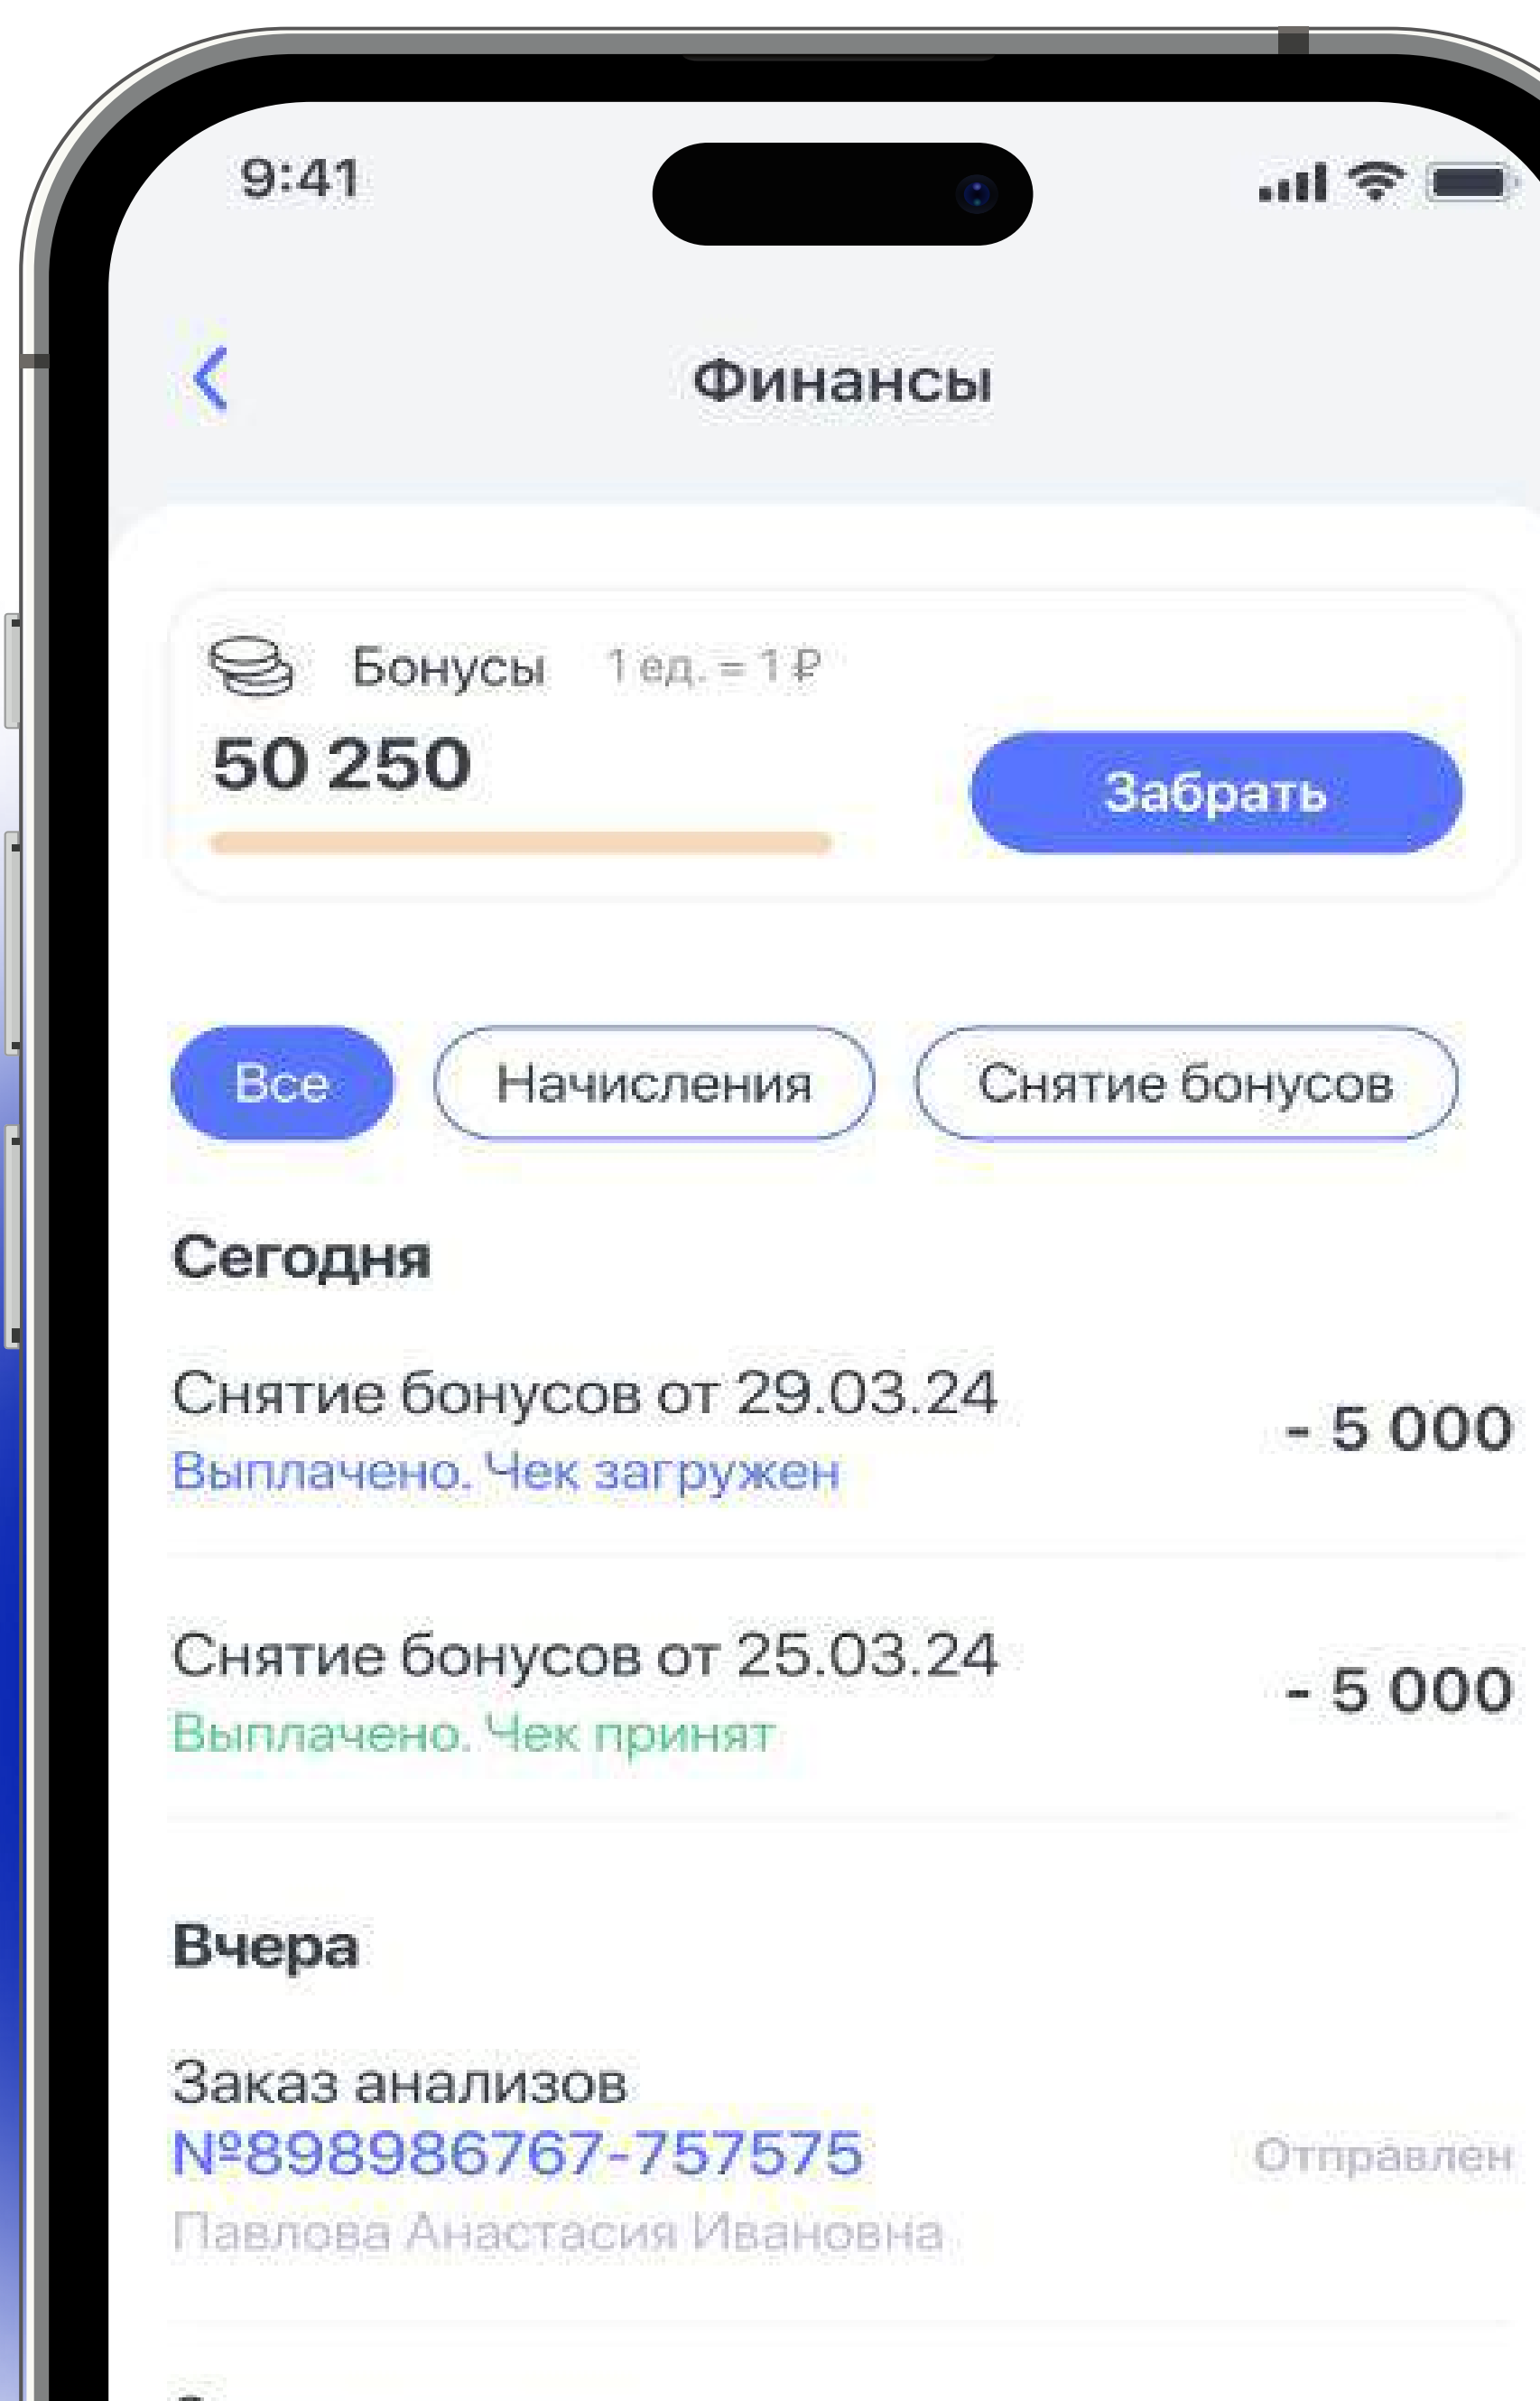 9:41
Финансы
Бонусы 1 ед. = 1 ₽
50 250
Забрать
Все Начисления Снятие бонусов
Сегодня
Снятие бонусов от 29.03.24
- 5 000
Выплачено. Чек загружен
Снятие бонусов от 25.03.24
- 5 000
Выплачено. Чек принят
Вчера
Заказ анализов
№898986767-757575
Отправлен
Павлова Анастасия Ивановна